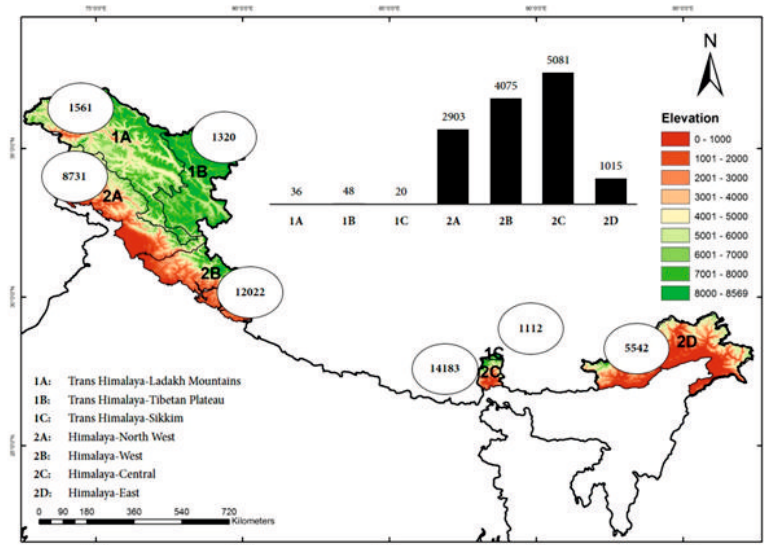 N
5081
4075
2903
1015
36
48
20
1A
1B
1C
2A
2B
2C
2D
Elevation
0 - 1000
1001 - 2000
2001 - 3000
3001 - 4000
4001 - 5000
5001 - 6000
6001 - 7000
7001 - 8000
8000 - 8569
1561
1A
1320
1B
8731
2A
2B
12022
1112
1C
14183
2C
5542
2D
1A: Trans Himalaya-Ladakh Mountains
1B: Trans Himalaya-Tibetan Plateau
1C: Trans Himalaya-Sikkim
2A: Himalaya-North West
2B: Himalaya-West
2C: Himalaya-Central
2D: Himalaya-East
0 90 180 360 540 720
Kilometers